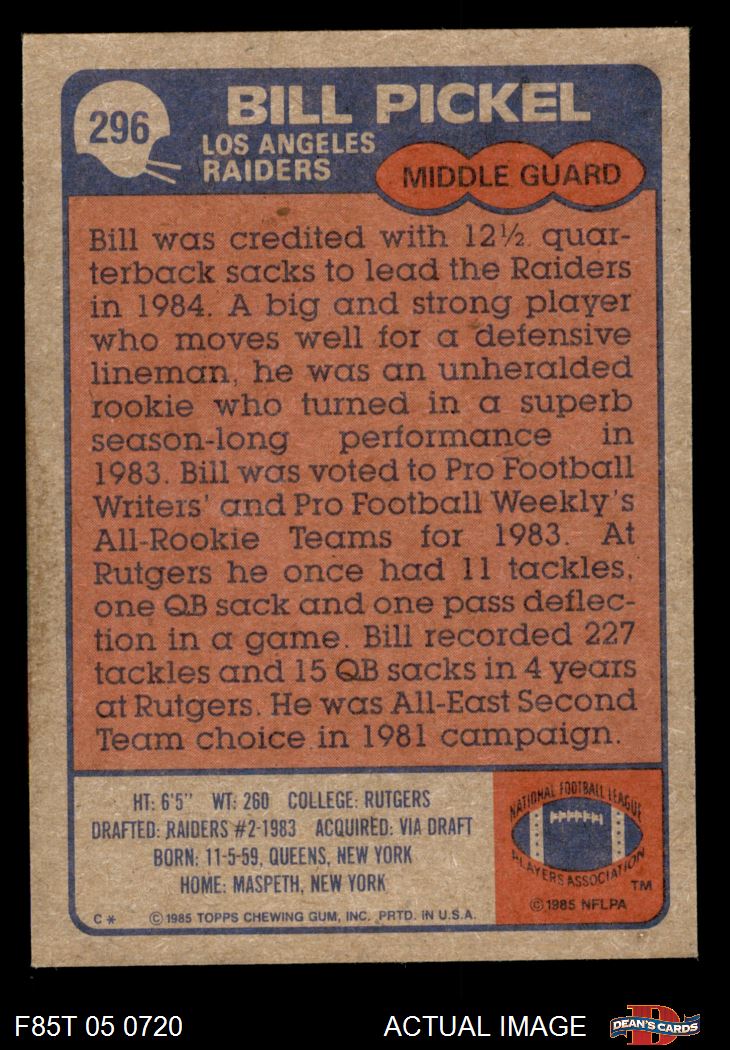 296
BILL PICKEL
LOS ANGELES
RAIDERS
MIDDLE GUARD
Bill was credited with 12½ quar-
terback sacks to lead the Raiders
in 1984. A big and strong player
who moves well for a defensive
lineman, he was an unheralded
rookie who turned in a superb
season-long performance in
1983. Bill was voted to Pro Football
Writers' and Pro Football Weekly's
All-Rookie Teams for 1983. At
Rutgers he once had 11 tackles,
one QB sack and one pass deflec-
tion in a game. Bill recorded 227
tackles and 15 QB sacks in 4 years
at Rutgers. He was All-East Second
Team choice in 1981 campaign.
HT: 6'5" WT: 260 COLLEGE: RUTGERS
DRAFTED: RAIDERS #2-1983 ACQUIRED: VIA DRAFT
BORN: 11-5-59, QUEENS, NEW YORK
HOME: MASPETH, NEW YORK
C* © 1985 TOPPS CHEWING GUM, INC. PRTD. IN U.S.A.
NATIONAL FOOTBALL LEAGUE
PLAYERS ASSOCIATION
TM
© 1985 NFLPA
F85T 05 0720
ACTUAL IMAGE
D
DEAN'S CARDS